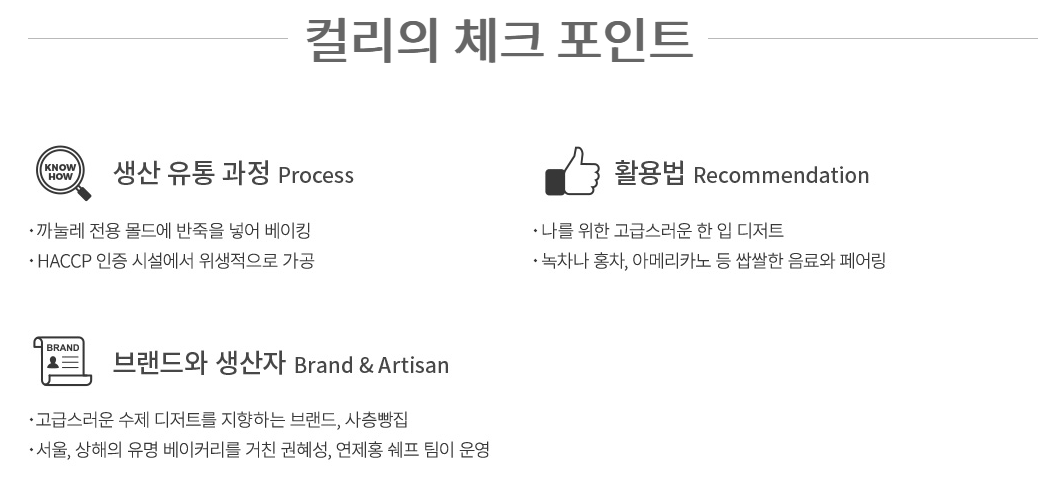 컬리의 체크 포인트
KNOW
HOW
생산 유통 과정 Process
·까눌레 전용 몰드에 반죽을 넣어 베이킹
·HACCP 인증 시설에서 위생적으로 가공
활용법 Recommendation
·나를 위한 고급스러운 한 입 디저트
·녹차나 홍차, 아메리카노 등 쌉쌀한 음료와 페어링
BRAND
브랜드와 생산자 Brand & Artisan
·고급스러운 수제 디저트를 지향하는 브랜드, 사층빵집
·서울, 상해의 유명 베이커리를 거친 권혜성, 연제홍 쉐프 팀이 운영